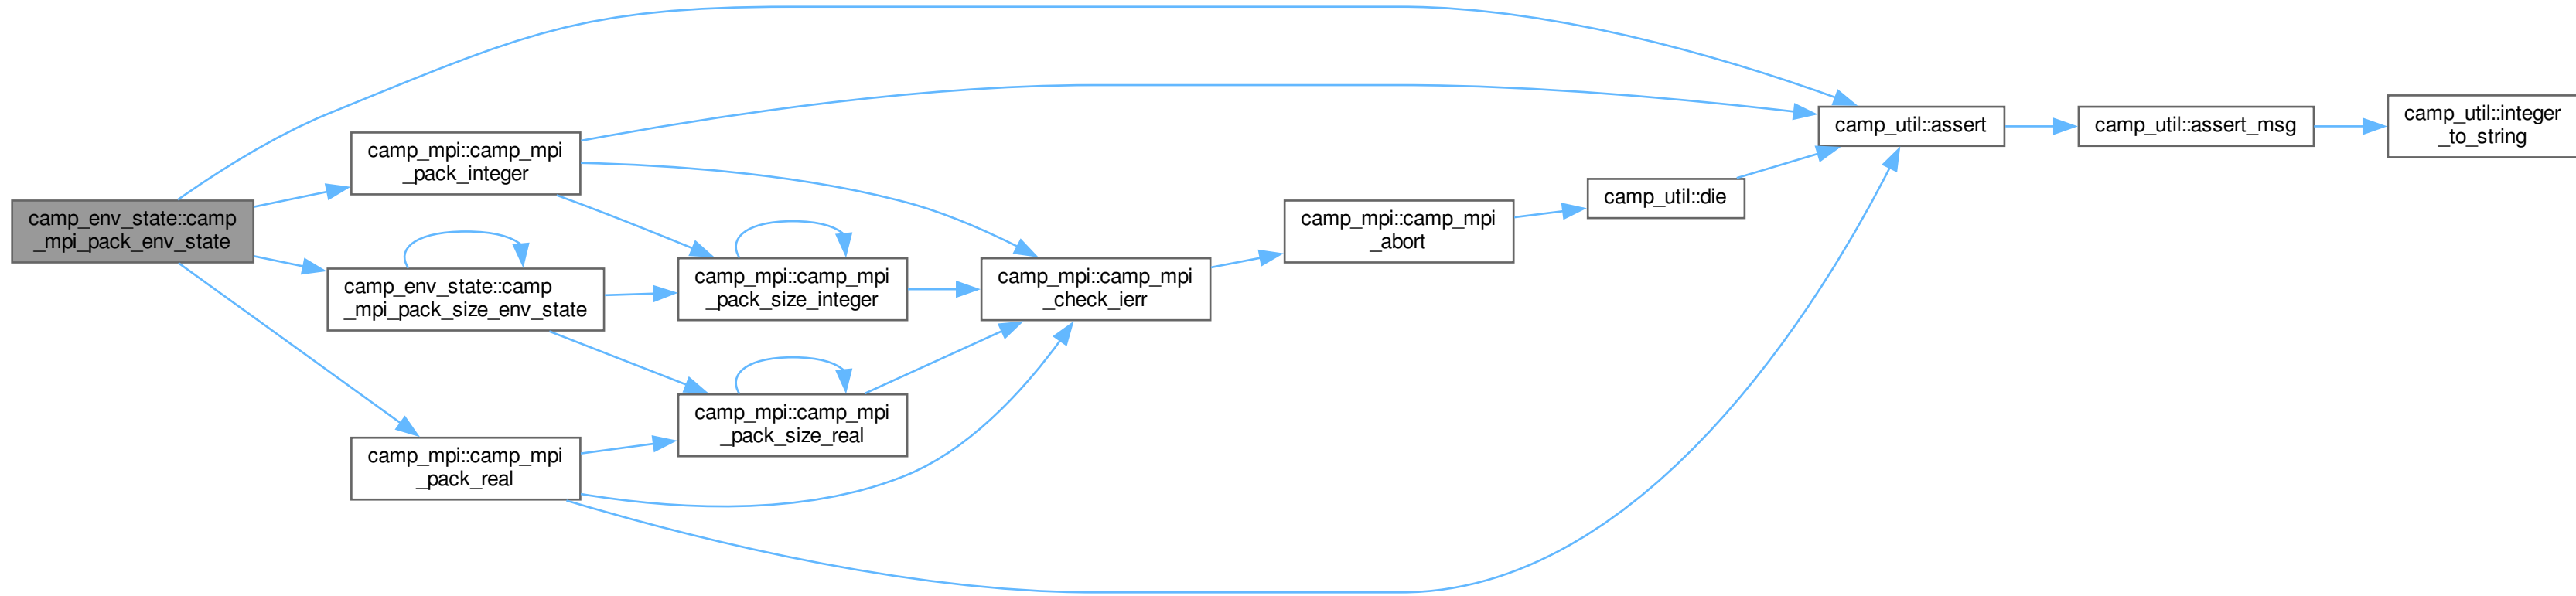 camp_env_state::camp
_mpi_pack_env_state
camp_mpi::camp_mpi
_pack_integer
camp_env_state::camp
_mpi_pack_size_env_state
camp_mpi::camp_mpi
_pack_real
camp_mpi::camp_mpi
_pack_size_integer
camp_mpi::camp_mpi
_pack_size_real
camp_mpi::camp_mpi
_check_ierr
camp_mpi::camp_mpi
_abort
camp_util::die
camp_util::assert
camp_util::assert_msg
camp_util::integer
_to_string